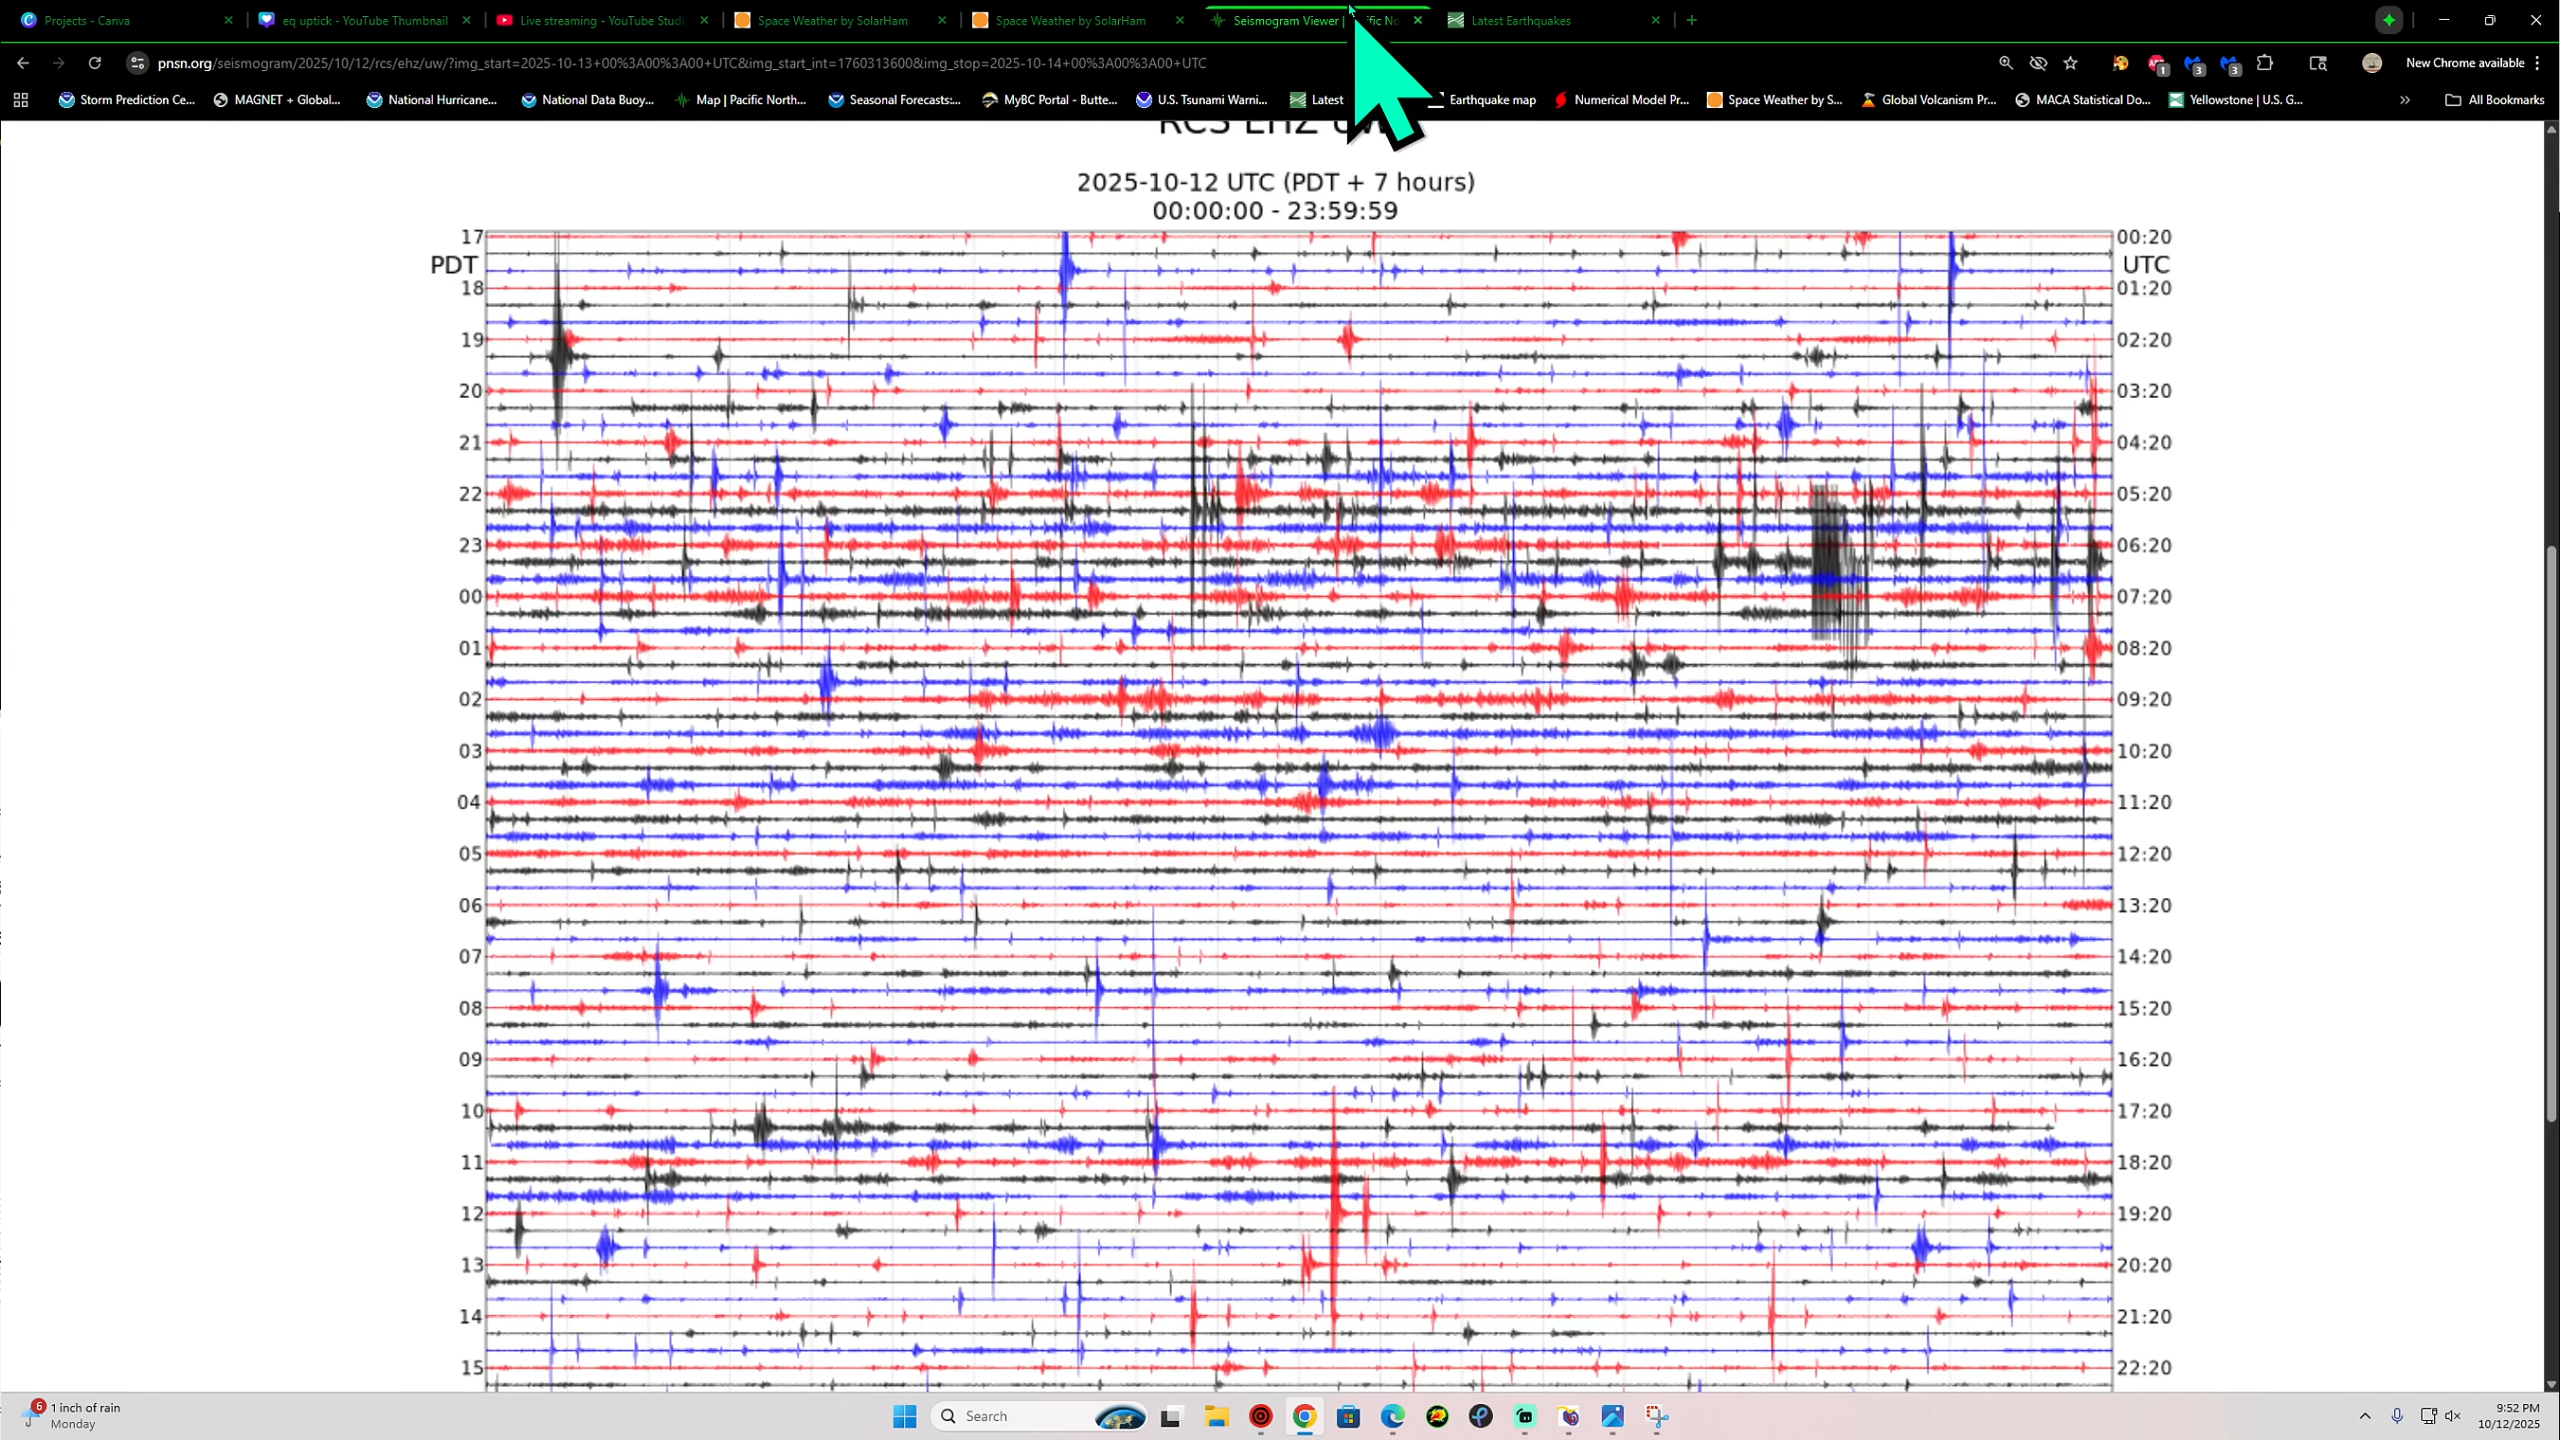 Projects - Canva
eq uptick - YouTube Thumbnail
Live streaming - YouTube Studi
Space Weather by SolarHam
Space Weather by SolarHam
Seismogram Viewer |
Latest Earthquakes
pnsn.org/seismogram/2025/10/12/rcs/ehz/uw/?img_start=2025-10-13+00%3A00%3A00+UTC&img_start_int=1760313600&img_stop=2025-10-14+00%3A00%3A00+UTC
New Chrome available
Storm Prediction Ce...
MAGNET + Global...
National Hurricane...
National Data Buoy...
Map | Pacific North...
Seasonal Forecasts:...
MyBC Portal - Butte...
U.S. Tsunami Warni...
Latest
Earthquake map
Numerical Model Pr...
Space Weather by S...
Global Volcanism Pr...
MACA Statistical Do...
Yellowstone | U.S. G...
All Bookmarks
RCS EHZ
2025-10-12 UTC (PDT + 7 hours)
00:00:00 - 23:59:59
17 00:20
PDT UTC
18 01:20
19 02:20
20 03:20
21 04:20
22 05:20
23 06:20
00 07:20
01 08:20
02 09:20
03 10:20
04 11:20
05 12:20
06 13:20
07 14:20
08 15:20
09 16:20
10 17:20
11 18:20
12 19:20
13 20:20
14 21:20
15 22:20
6
1 inch of rain
Monday
Search
9:52 PM
10/12/2025